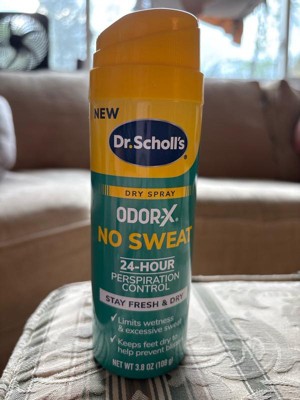 NEW
Dr. Scholl's
DRY SPRAY
ODOR-X®
NO SWEAT
24-HOUR
PERSPIRATION
CONTROL
STAY FRESH & DRY
✓ Limits wetness
& excessive sweat
✓ Keeps feet dry to
help prevent
NET WT 3.8 OZ (108 g)